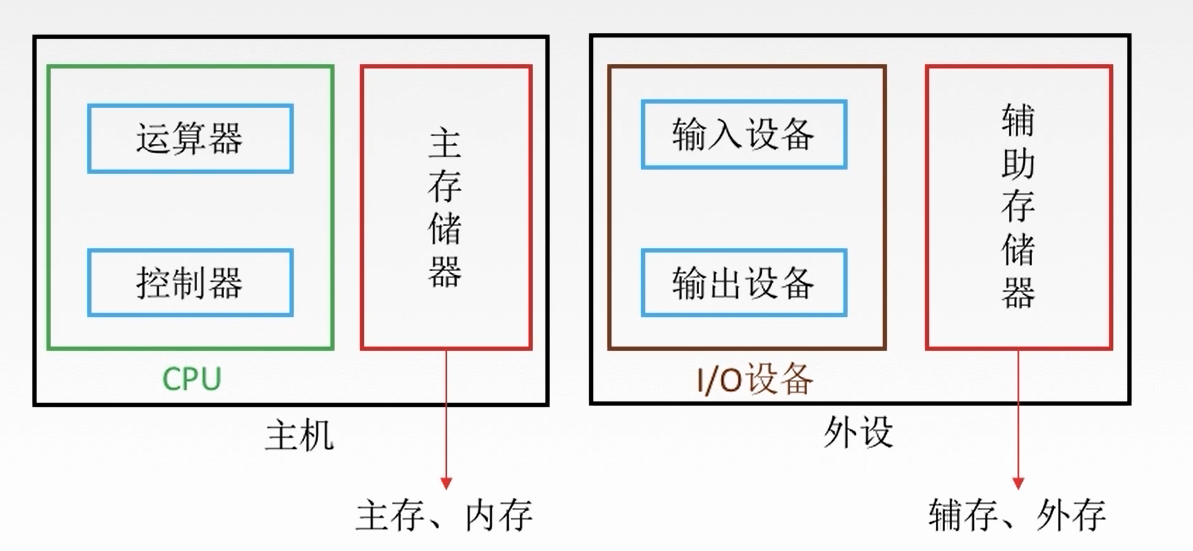 运算器
控制器
CPU
主存储器
主机
主存、内存
输入设备
输出设备
I/O设备
辅助存储器
外设
辅存、外存